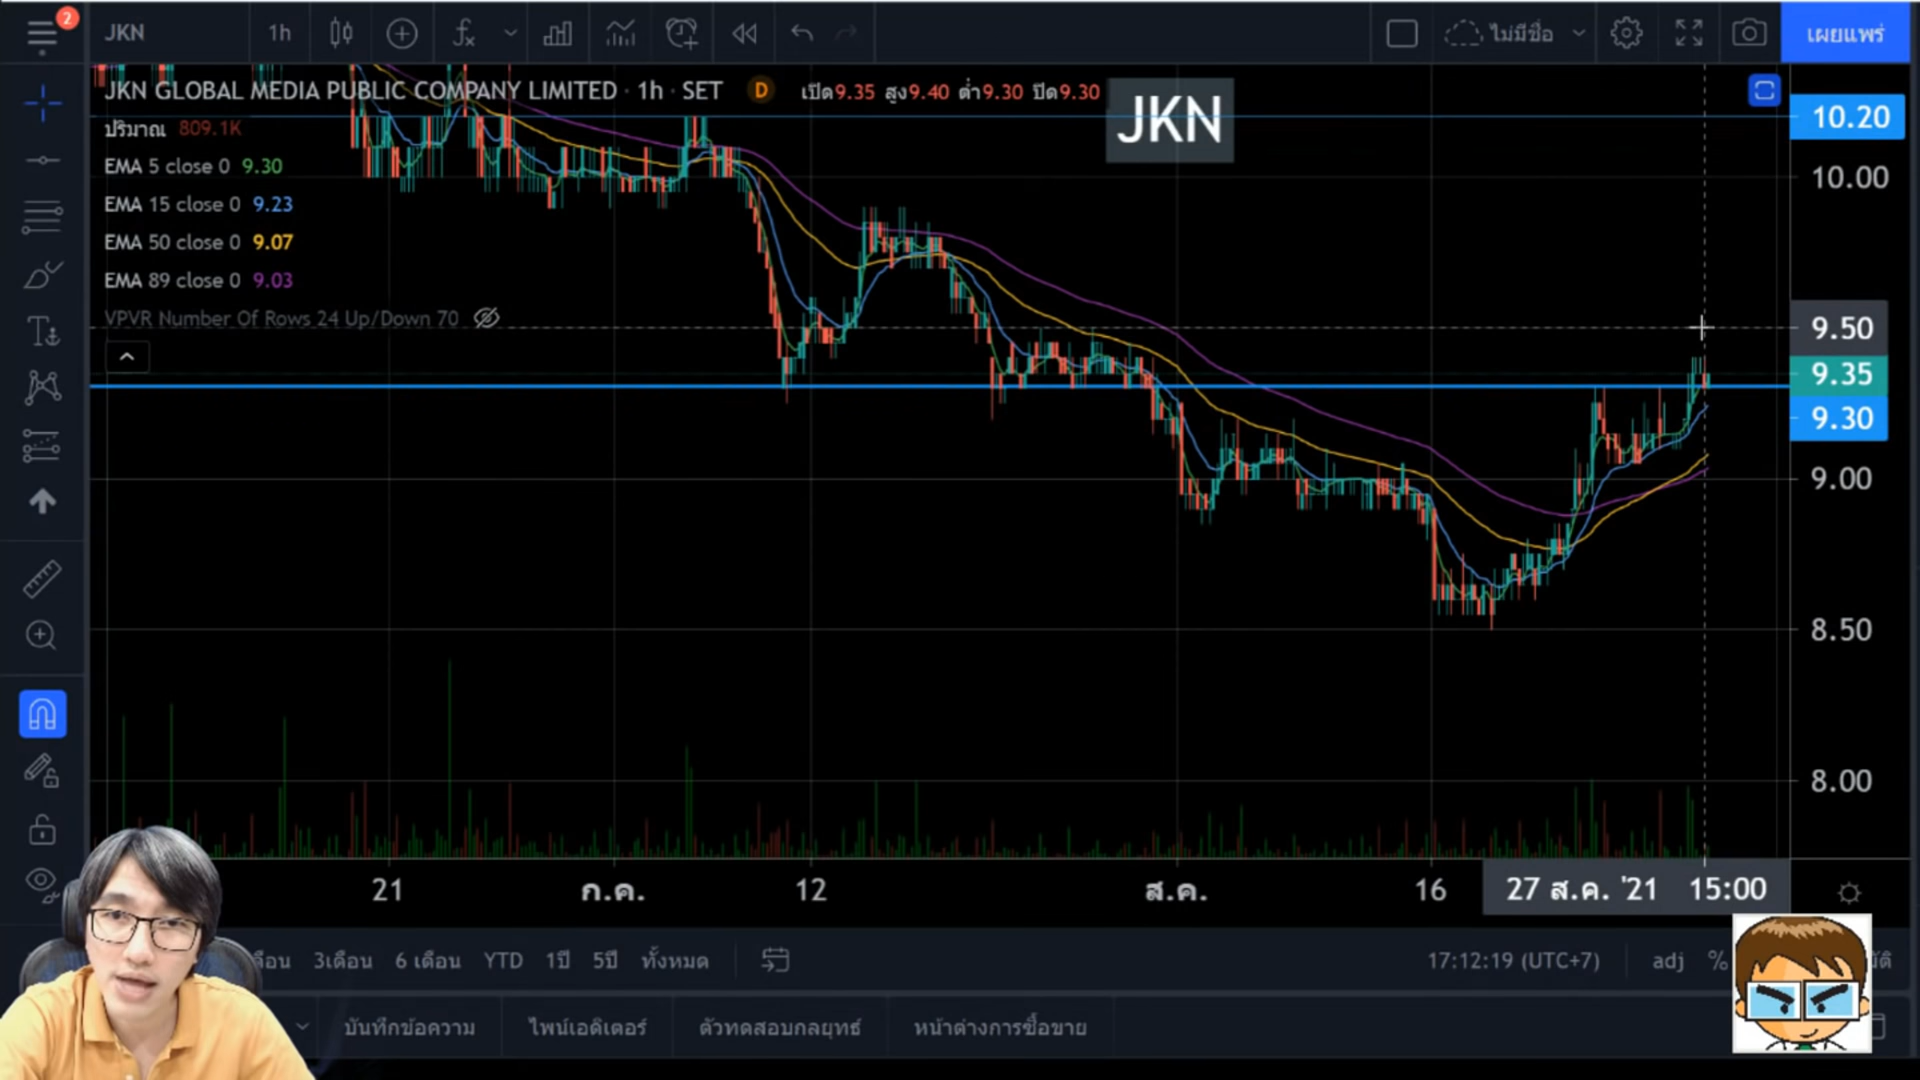 2
JKN
1h
ไม่มีชื่อ
เผยแพร่
JKN GLOBAL MEDIA PUBLIC COMPANY LIMITED · 1h · SET D เปิด9.35 สูง9.40 ต่ำ9.30 ปิด9.30
JKN
10.20
ปริมาณ 809.1K
EMA 5 close 0 9.30
10.00
EMA 15 close 0 9.23
EMA 50 close 0 9.07
EMA 89 close 0 9.03
VPVR Number Of Rows 24 Up/Down 70
9.50
9.35
9.30
9.00
8.50
8.00
21 ก.ค. 12 ส.ค. 16 27 ส.ค. '21 15:00
3เดือน 6 เดือน YTD 1ปี 5ปี ทั้งหมด
17:12:19 (UTC+7) adj %
บันทึกข้อความ ไพน์เอดิเตอร์ ตัวทดสอบกลยุทธ์ หน้าต่างการซื้อขาย